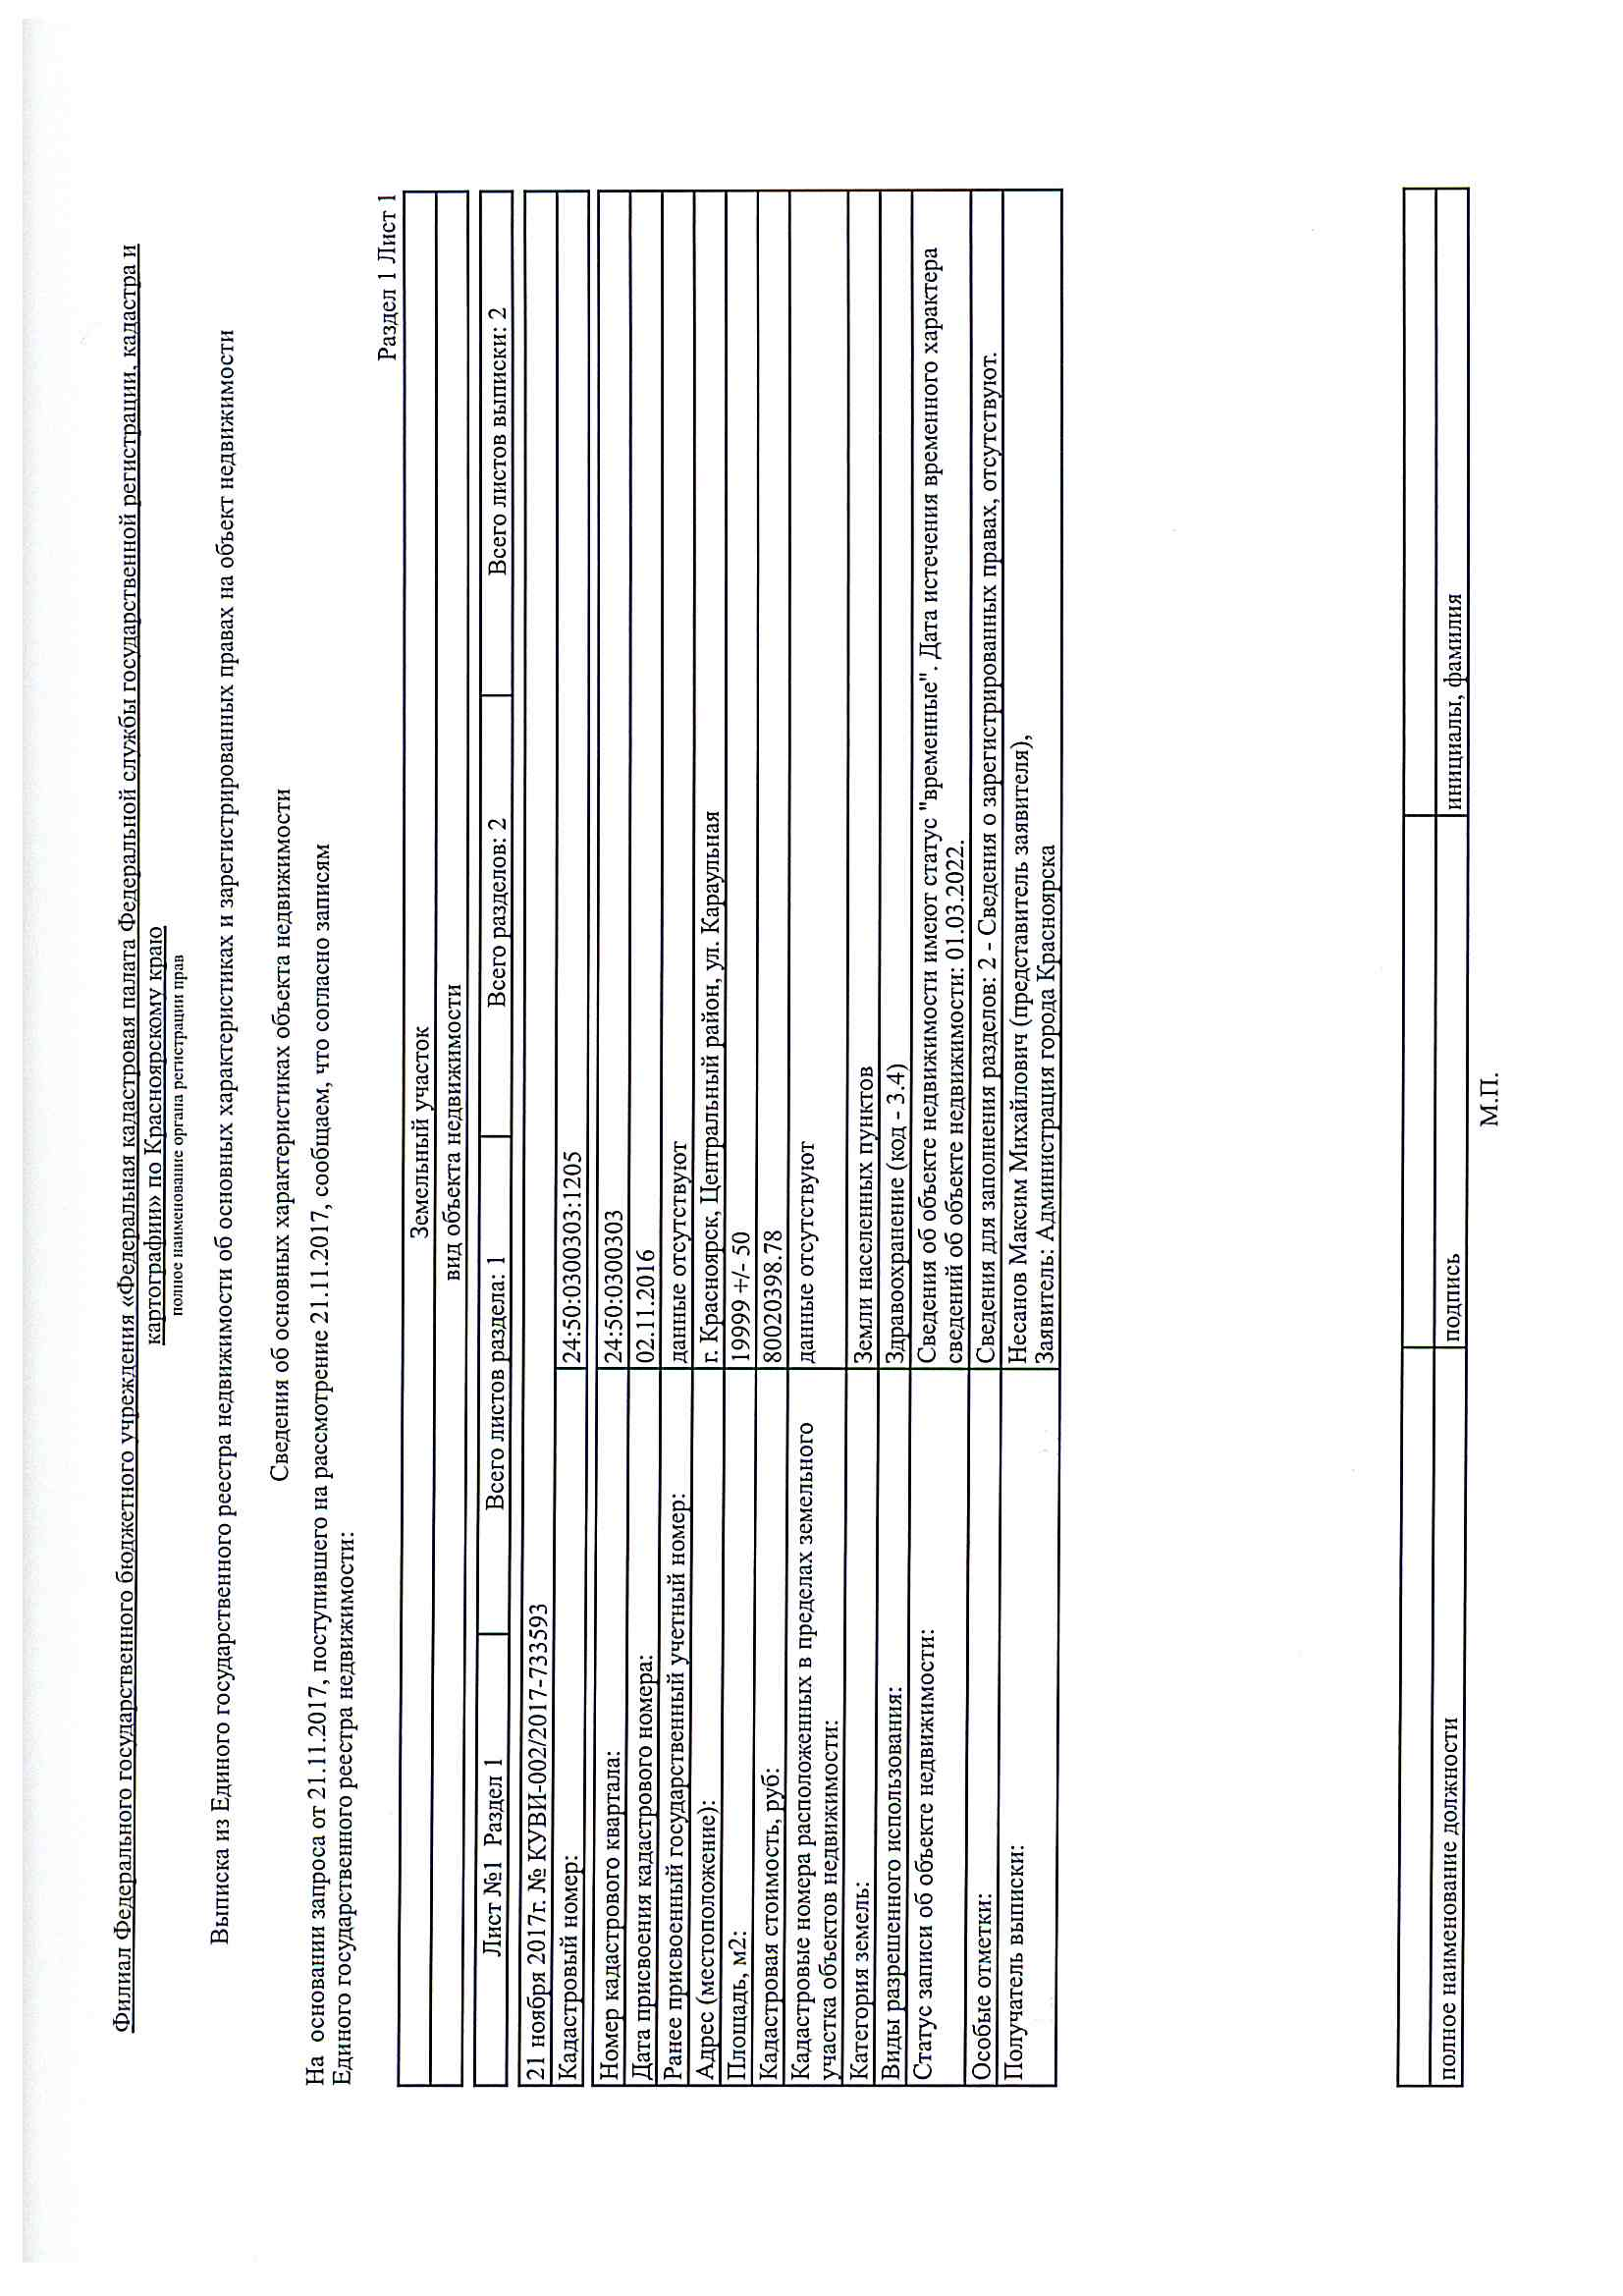 Филиал Федерального государственного бюджетного учреждения «Федеральная кадастровая палата Федеральной службы государственной регистрации, кадастра и
картографии» по Красноярскому краю
полное наименование органа регистрации прав
Выписка из Единого государственного реестра недвижимости об основных характеристиках и зарегистрированных правах на объект недвижимости
Сведения об основных характеристиках объекта недвижимости
На основании запроса от 21.11.2017, поступившего на рассмотрение 21.11.2017, сообщаем, что согласно записям
Единого государственного реестра недвижимости:
Раздел 1 Лист 1
Земельный участок
вид объекта недвижимости
Лист №1 Раздел 1 Всего листов раздела: 1 Всего разделов: 2 Всего листов выписки: 2
21 ноября 2017г. № КУВИ-002/2017-733593
Кадастровый номер: 24:50:0300303:1205
Номер кадастрового квартала: 24:50:0300303
Дата присвоения кадастрового номера: 02.11.2016
Ранее присвоенный государственный учетный номер: данные отсутствуют
Адрес (местоположение): г. Красноярск, Центральный район, ул. Караульная
Площадь, м2: 19999 +/- 50
Кадастровая стоимость, руб: 80020398.78
Кадастровые номера расположенных в пределах земельного данные отсутствуют
участка объектов недвижимости:
Категория земель: Земли населенных пунктов
Виды разрешенного использования: Здравоохранение (код - 3.4)
Статус записи об объекте недвижимости: Сведения об объекте недвижимости имеют статус "временные". Дата истечения временного характера
сведений об объекте недвижимости: 01.03.2022.
Особые отметки: Сведения для заполнения разделов: 2 - Сведения о зарегистрированных правах, отсутствуют.
Получатель выписки: Несанов Максим Михайлович (представитель заявителя),
Заявитель: Администрация города Красноярска
полное наименование должности подпись инициалы, фамилия
М.П.